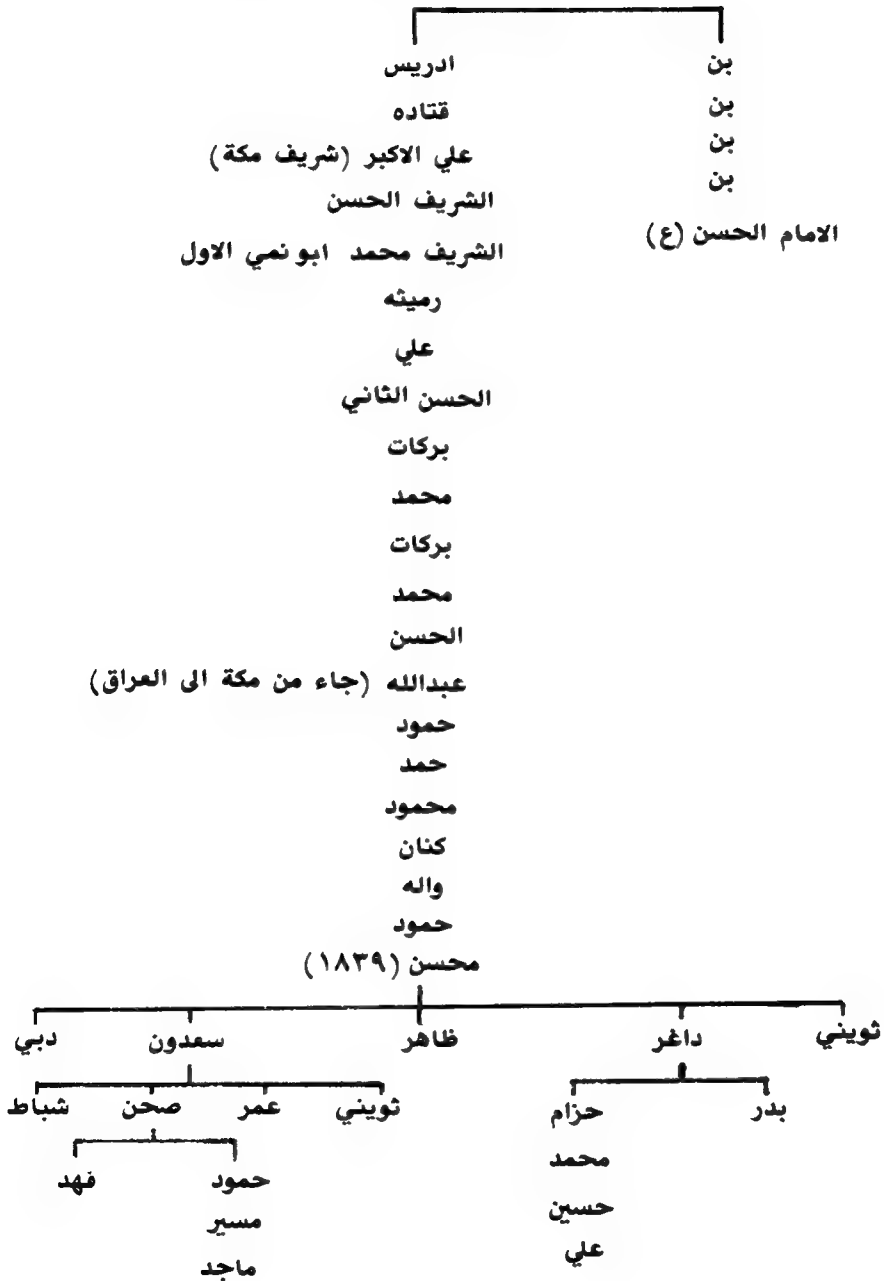 بن ادريس
بن قتاده
بن علي الاكبر (شريف مكة)
بن الشريف الحسن
الامام الحسن (ع)
الشريف محمد ابو نمي الاول
رميثه
علي
الحسن الثاني
بركات
محمد
بركات
محمد
الحسن
عبدالله (جاء من مكة الى العراق)
حمود
حمد
محمود
كنان
واله
حمود
محسن (١٨٣٩)
ثويني داغر ظاهر سعدون دبي
بدر حزام ثويني عمر صحن شباط
محمد
حسين
علي
حمود فهد
مسير
ماجد